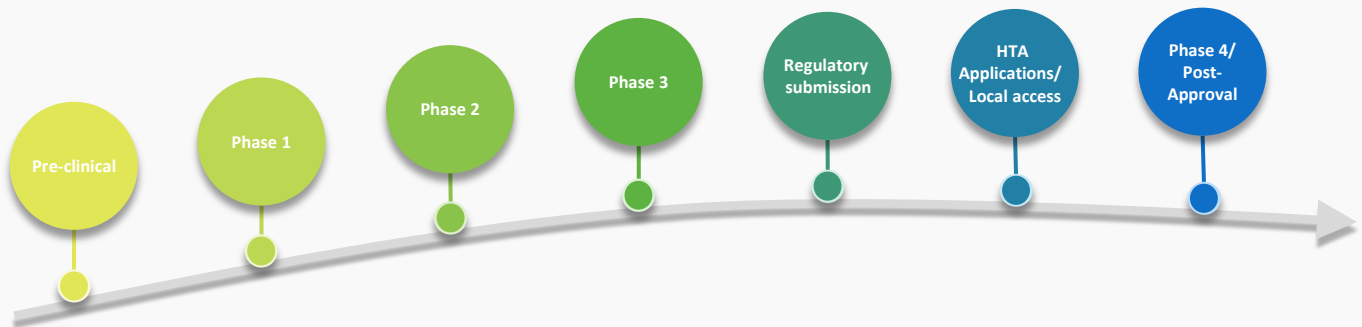 Pre-clinical
Phase 1
Phase 2
Phase 3
Regulatory
submission
HTA
Applications/
Local access
Phase 4/
Post-
Approval